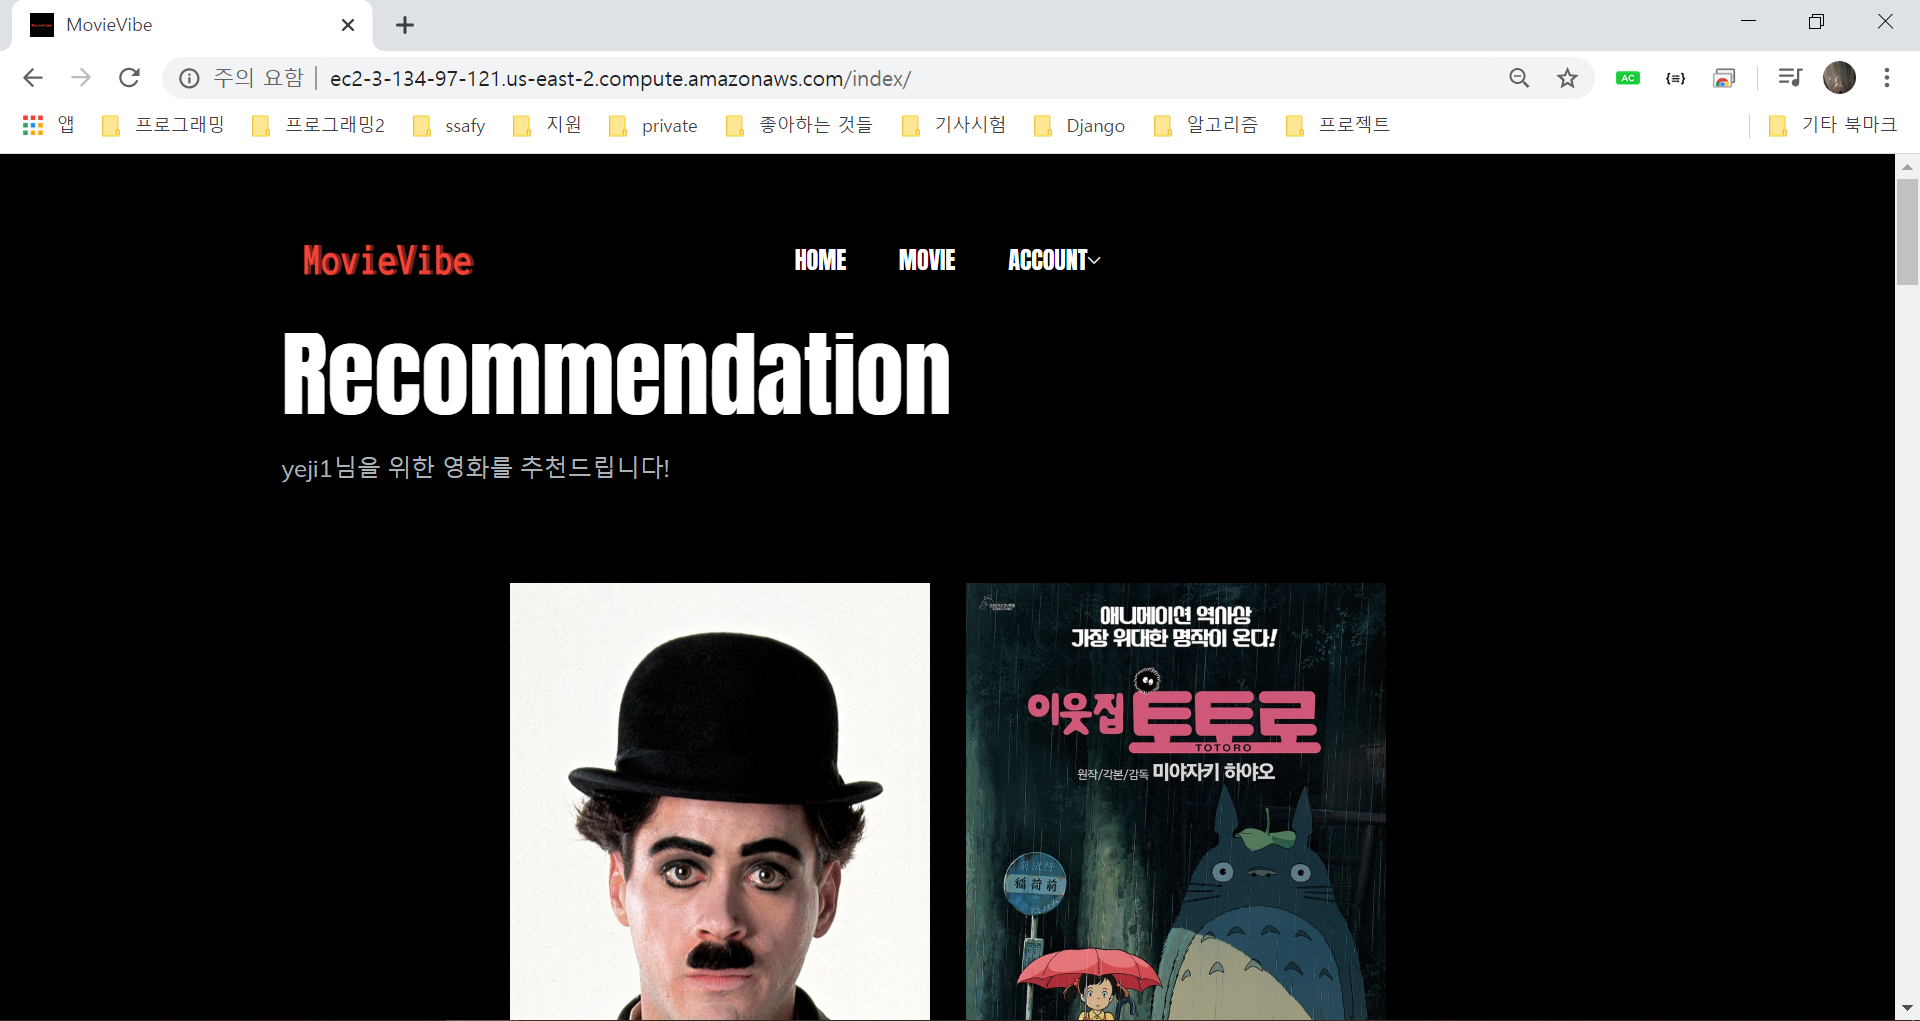 MovieVibe
주의 요함 ec2-3-134-97-121.us-east-2.compute.amazonaws.com/index/
AC {≡}
앱 프로그래밍 프로그래밍2 ssafy 지원 private 좋아하는 것들 기사시험 Django 알고리즘 프로젝트 기타 북마크
MovieVibe HOME MOVIE ACCOUNT
Recommendation
yeji1님을 위한 영화를 추천드립니다!
애니메이션 역사상
가장 위대한 명작이 온다!
이웃집 토토로
TOTORO
원작/각본/감독 미야자키 하야오
稲荷前